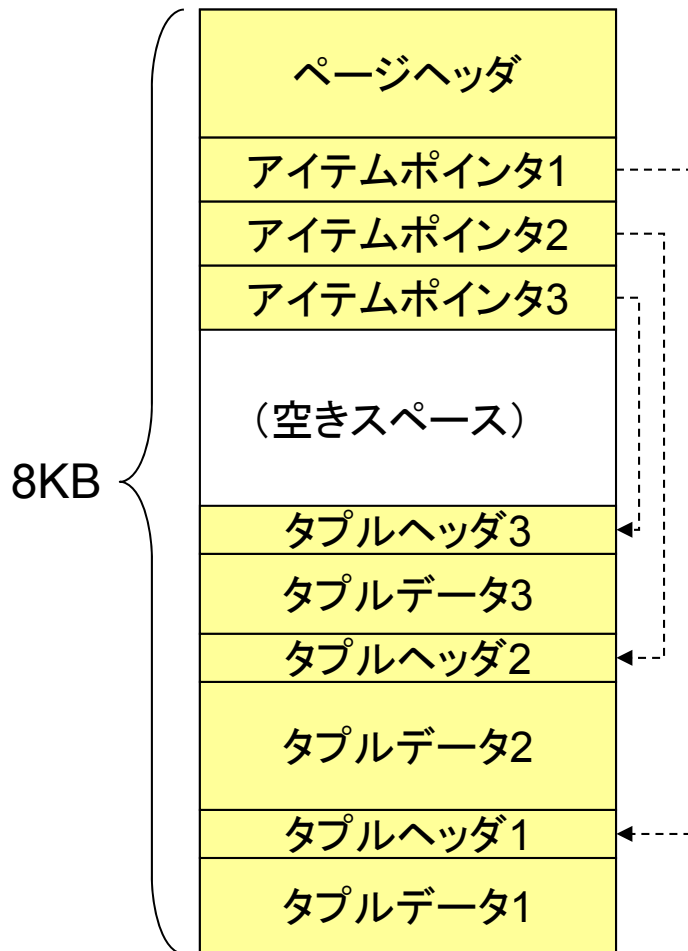 ページヘッダ
アイテムポインタ1
アイテムポインタ2
アイテムポインタ3
（空きスペース）
8KB
タプルヘッダ3
タプルデータ3
タプルヘッダ2
タプルデータ2
タプルヘッダ1
タプルデータ1